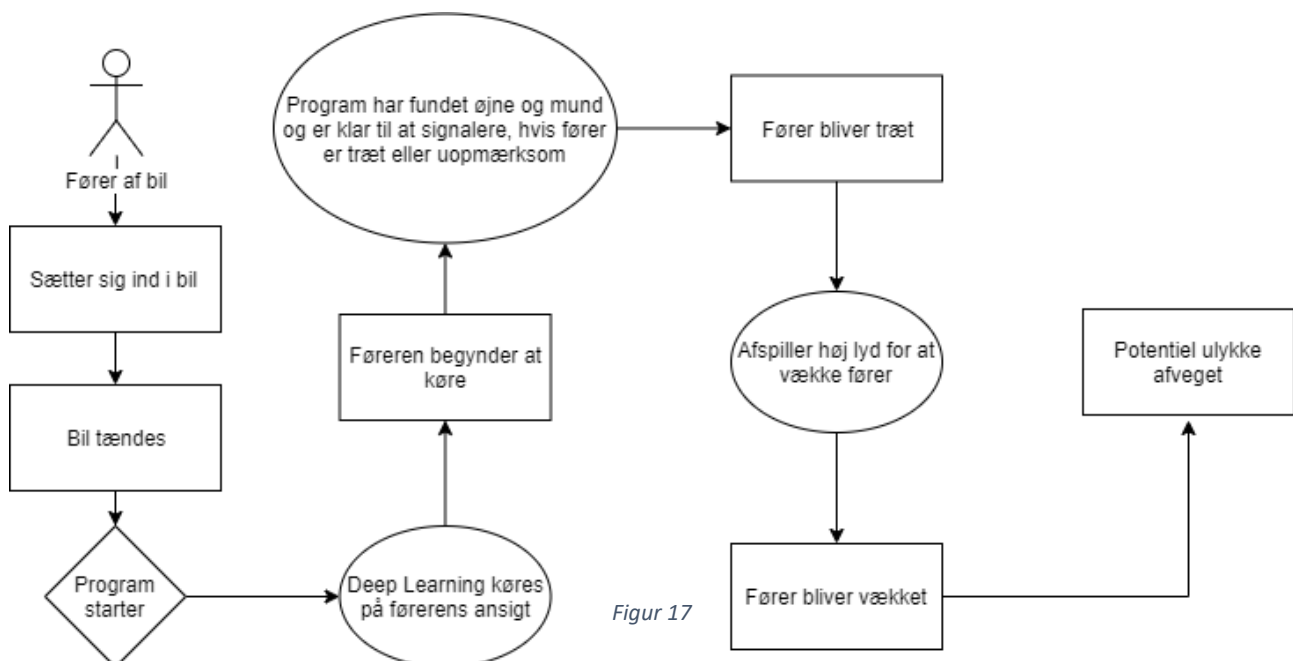 Fører af bil
Sætter sig ind i bil
Bil tændes
Program
starter
Deep Learning køres
på førerens ansigt
Føreren begynder at
køre
Program har fundet øjne og mund
og er klar til at signalere, hvis fører
er træt eller uopmærksom
Fører bliver træt
Afspiller høj lyd for at
vække fører
Fører bliver vækket
Potentiel ulykke
afveget
Figur 17